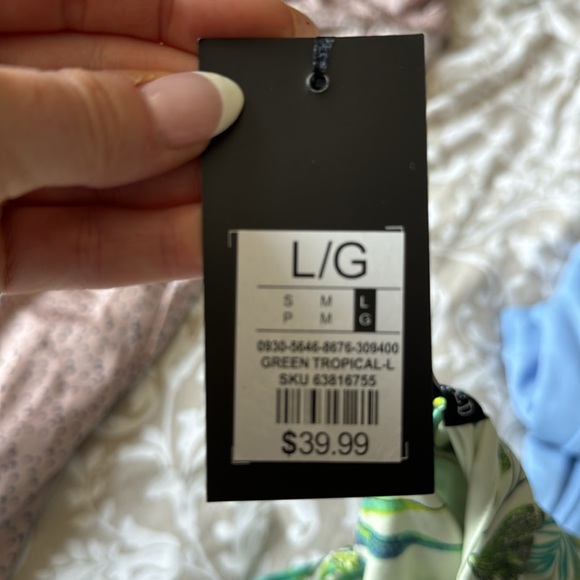 L/G
S M L
P M G
0930-5646-8676-309400
GREEN TROPICAL-L
SKU 63816755
$39.99